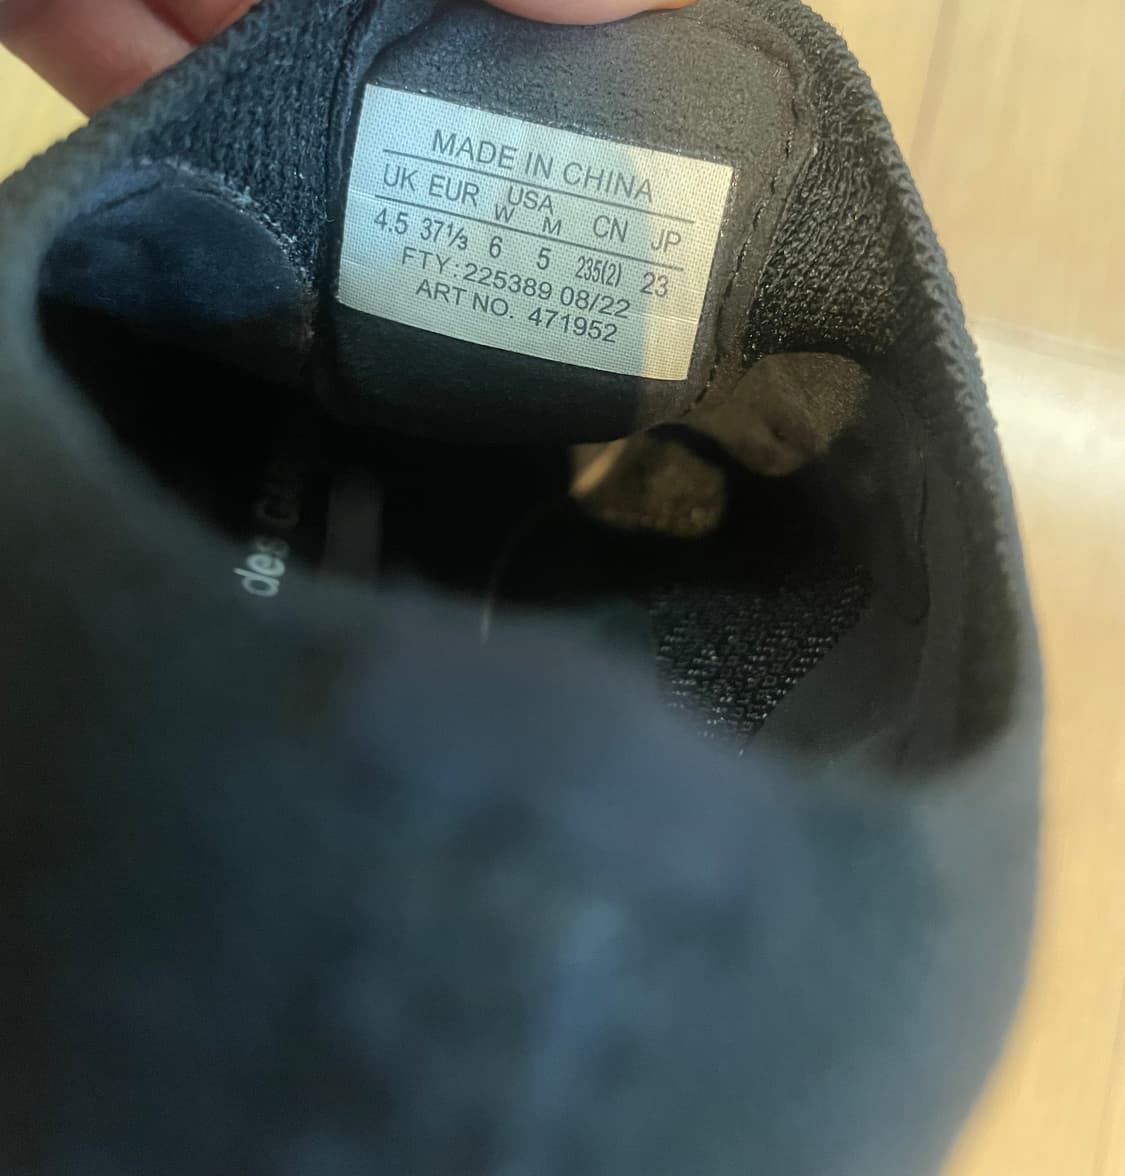 MADE IN CHINA
UK EUR USA CN JP
W M
4.5 37⅓ 6 5 235(2) 23
FTY:225389 08/22
ART NO. 471952
des